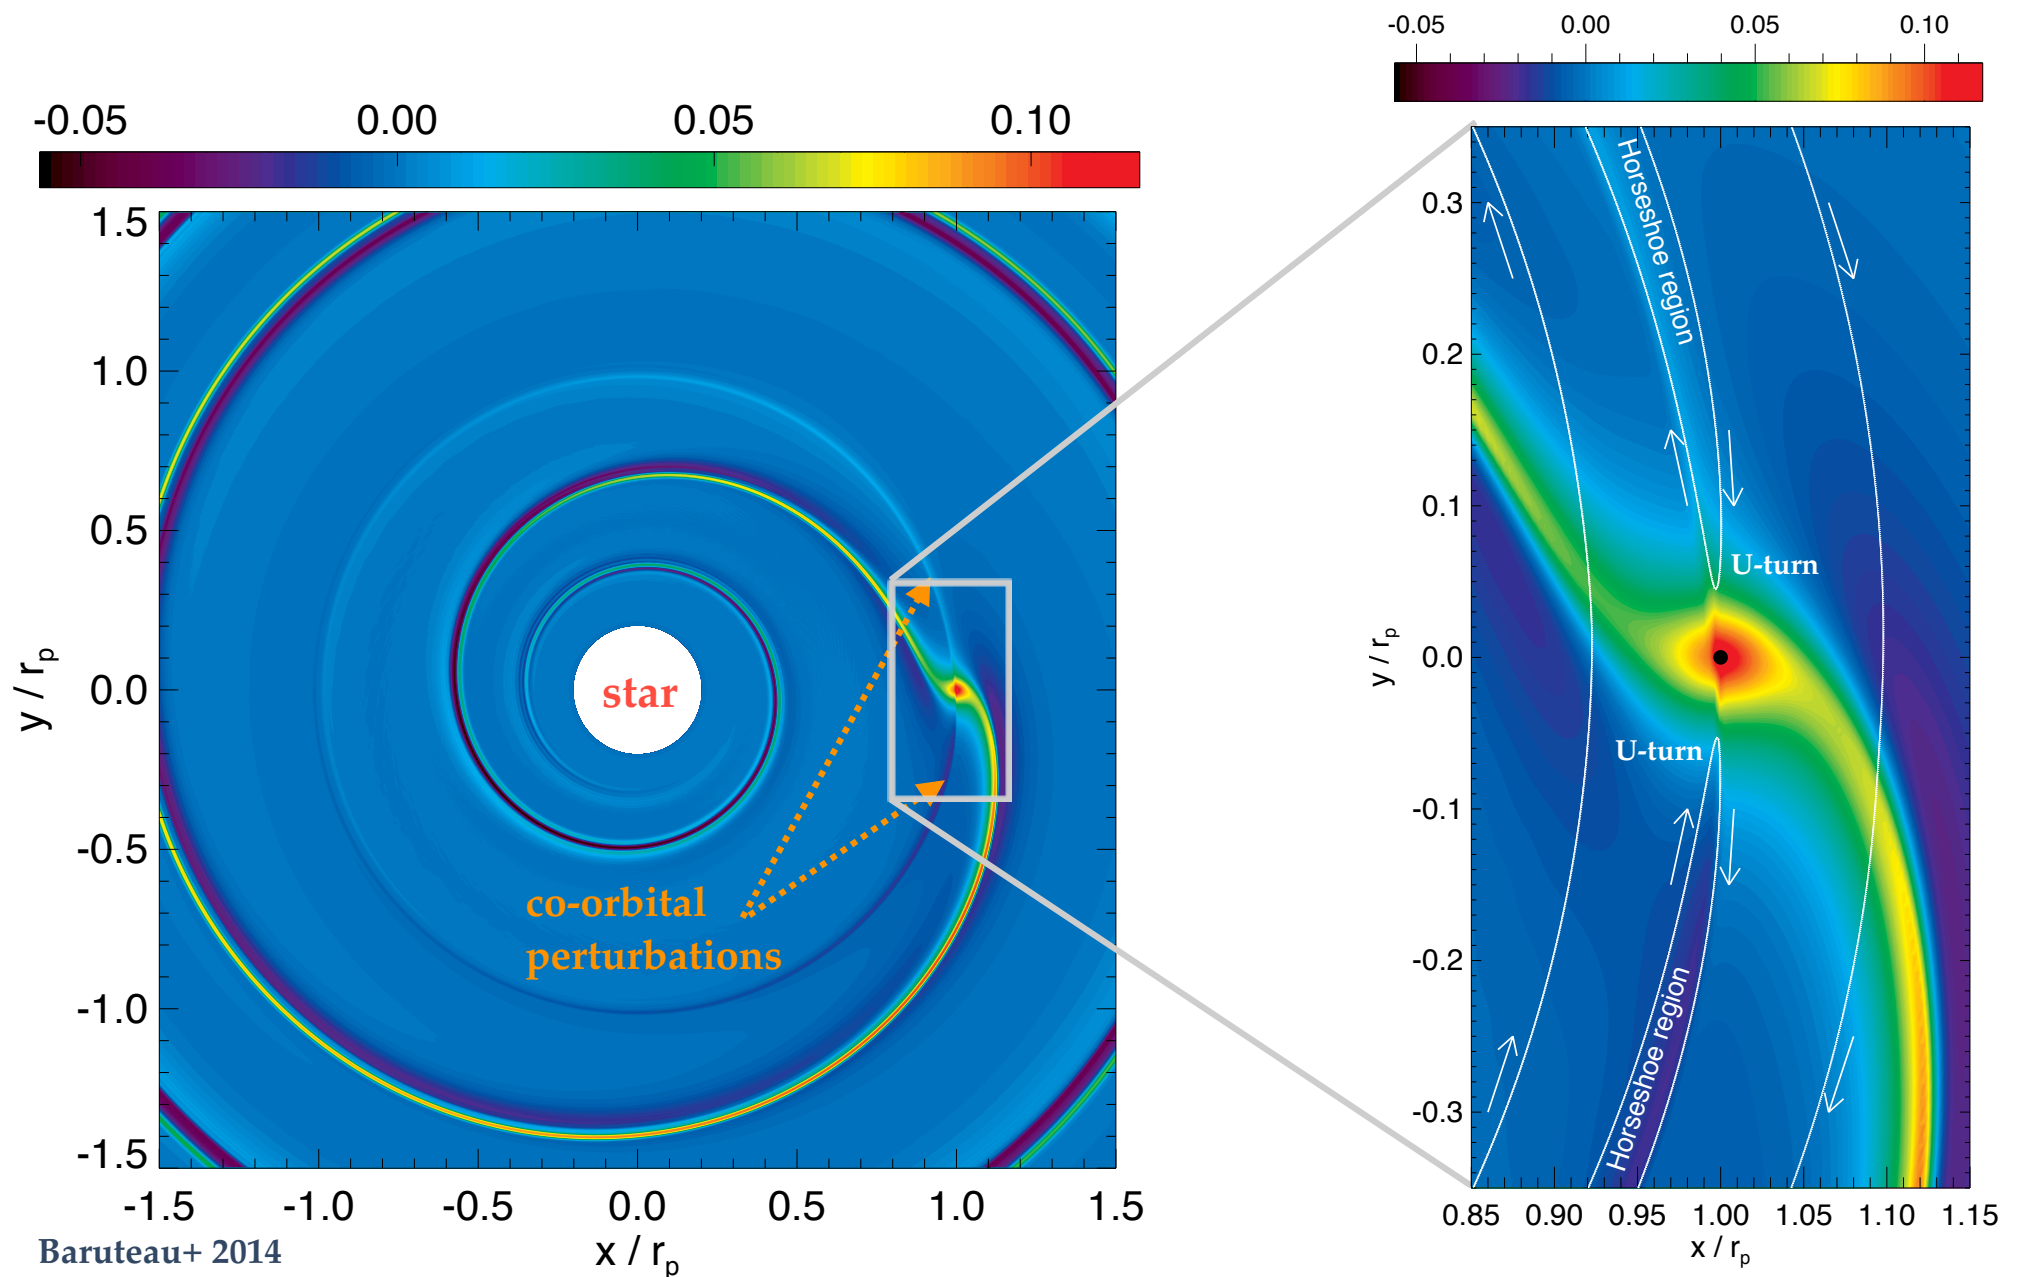 -0.05 0.00 0.05 0.10
1.5
1.0
0.5
0.0
-0.5
-1.0
-1.5
y / rp
star
co-orbital
perturbations
-1.5 -1.0 -0.5 0.0 0.5 1.0 1.5
x / rp
Baruteau+ 2014
-0.05 0.00 0.05 0.10
0.3
0.2
0.1
0.0
-0.1
-0.2
-0.3
y / rp
Horseshoe region
U-turn
U-turn
Horseshoe region
0.85 0.90 0.95 1.00 1.05 1.10 1.15
x / rp